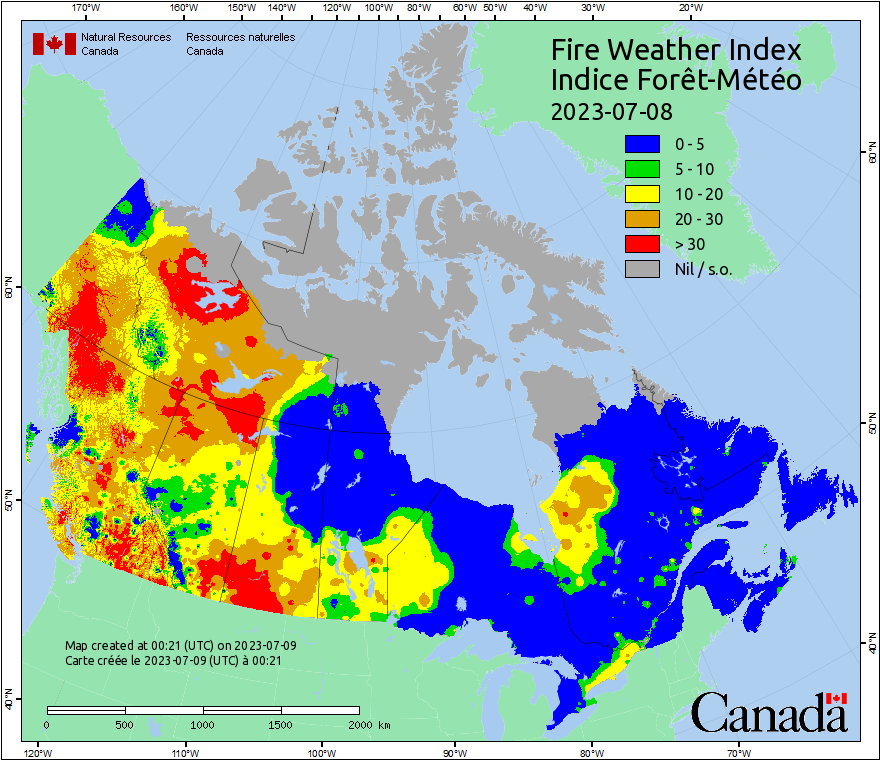 170°W 160°W 150°W 140°W 120°W 100°W 80°W 60°W 50°W 40°W 30°W 20°W
Natural Resources Canada
Ressources naturelles Canada
Fire Weather Index
Indice Forêt-Météo
2023-07-08
0 - 5
5 - 10
10 - 20
20 - 30
> 30
Nil / s.o.
60°N
60°N
50°N
50°N
40°N
40°N
Map created at 00:21 (UTC) on 2023-07-09
Carte créée le 2023-07-09 (UTC) à 00:21
0 500 1000 1500 2000 km
Canada
120°W 110°W 100°W 90°W 80°W 70°W